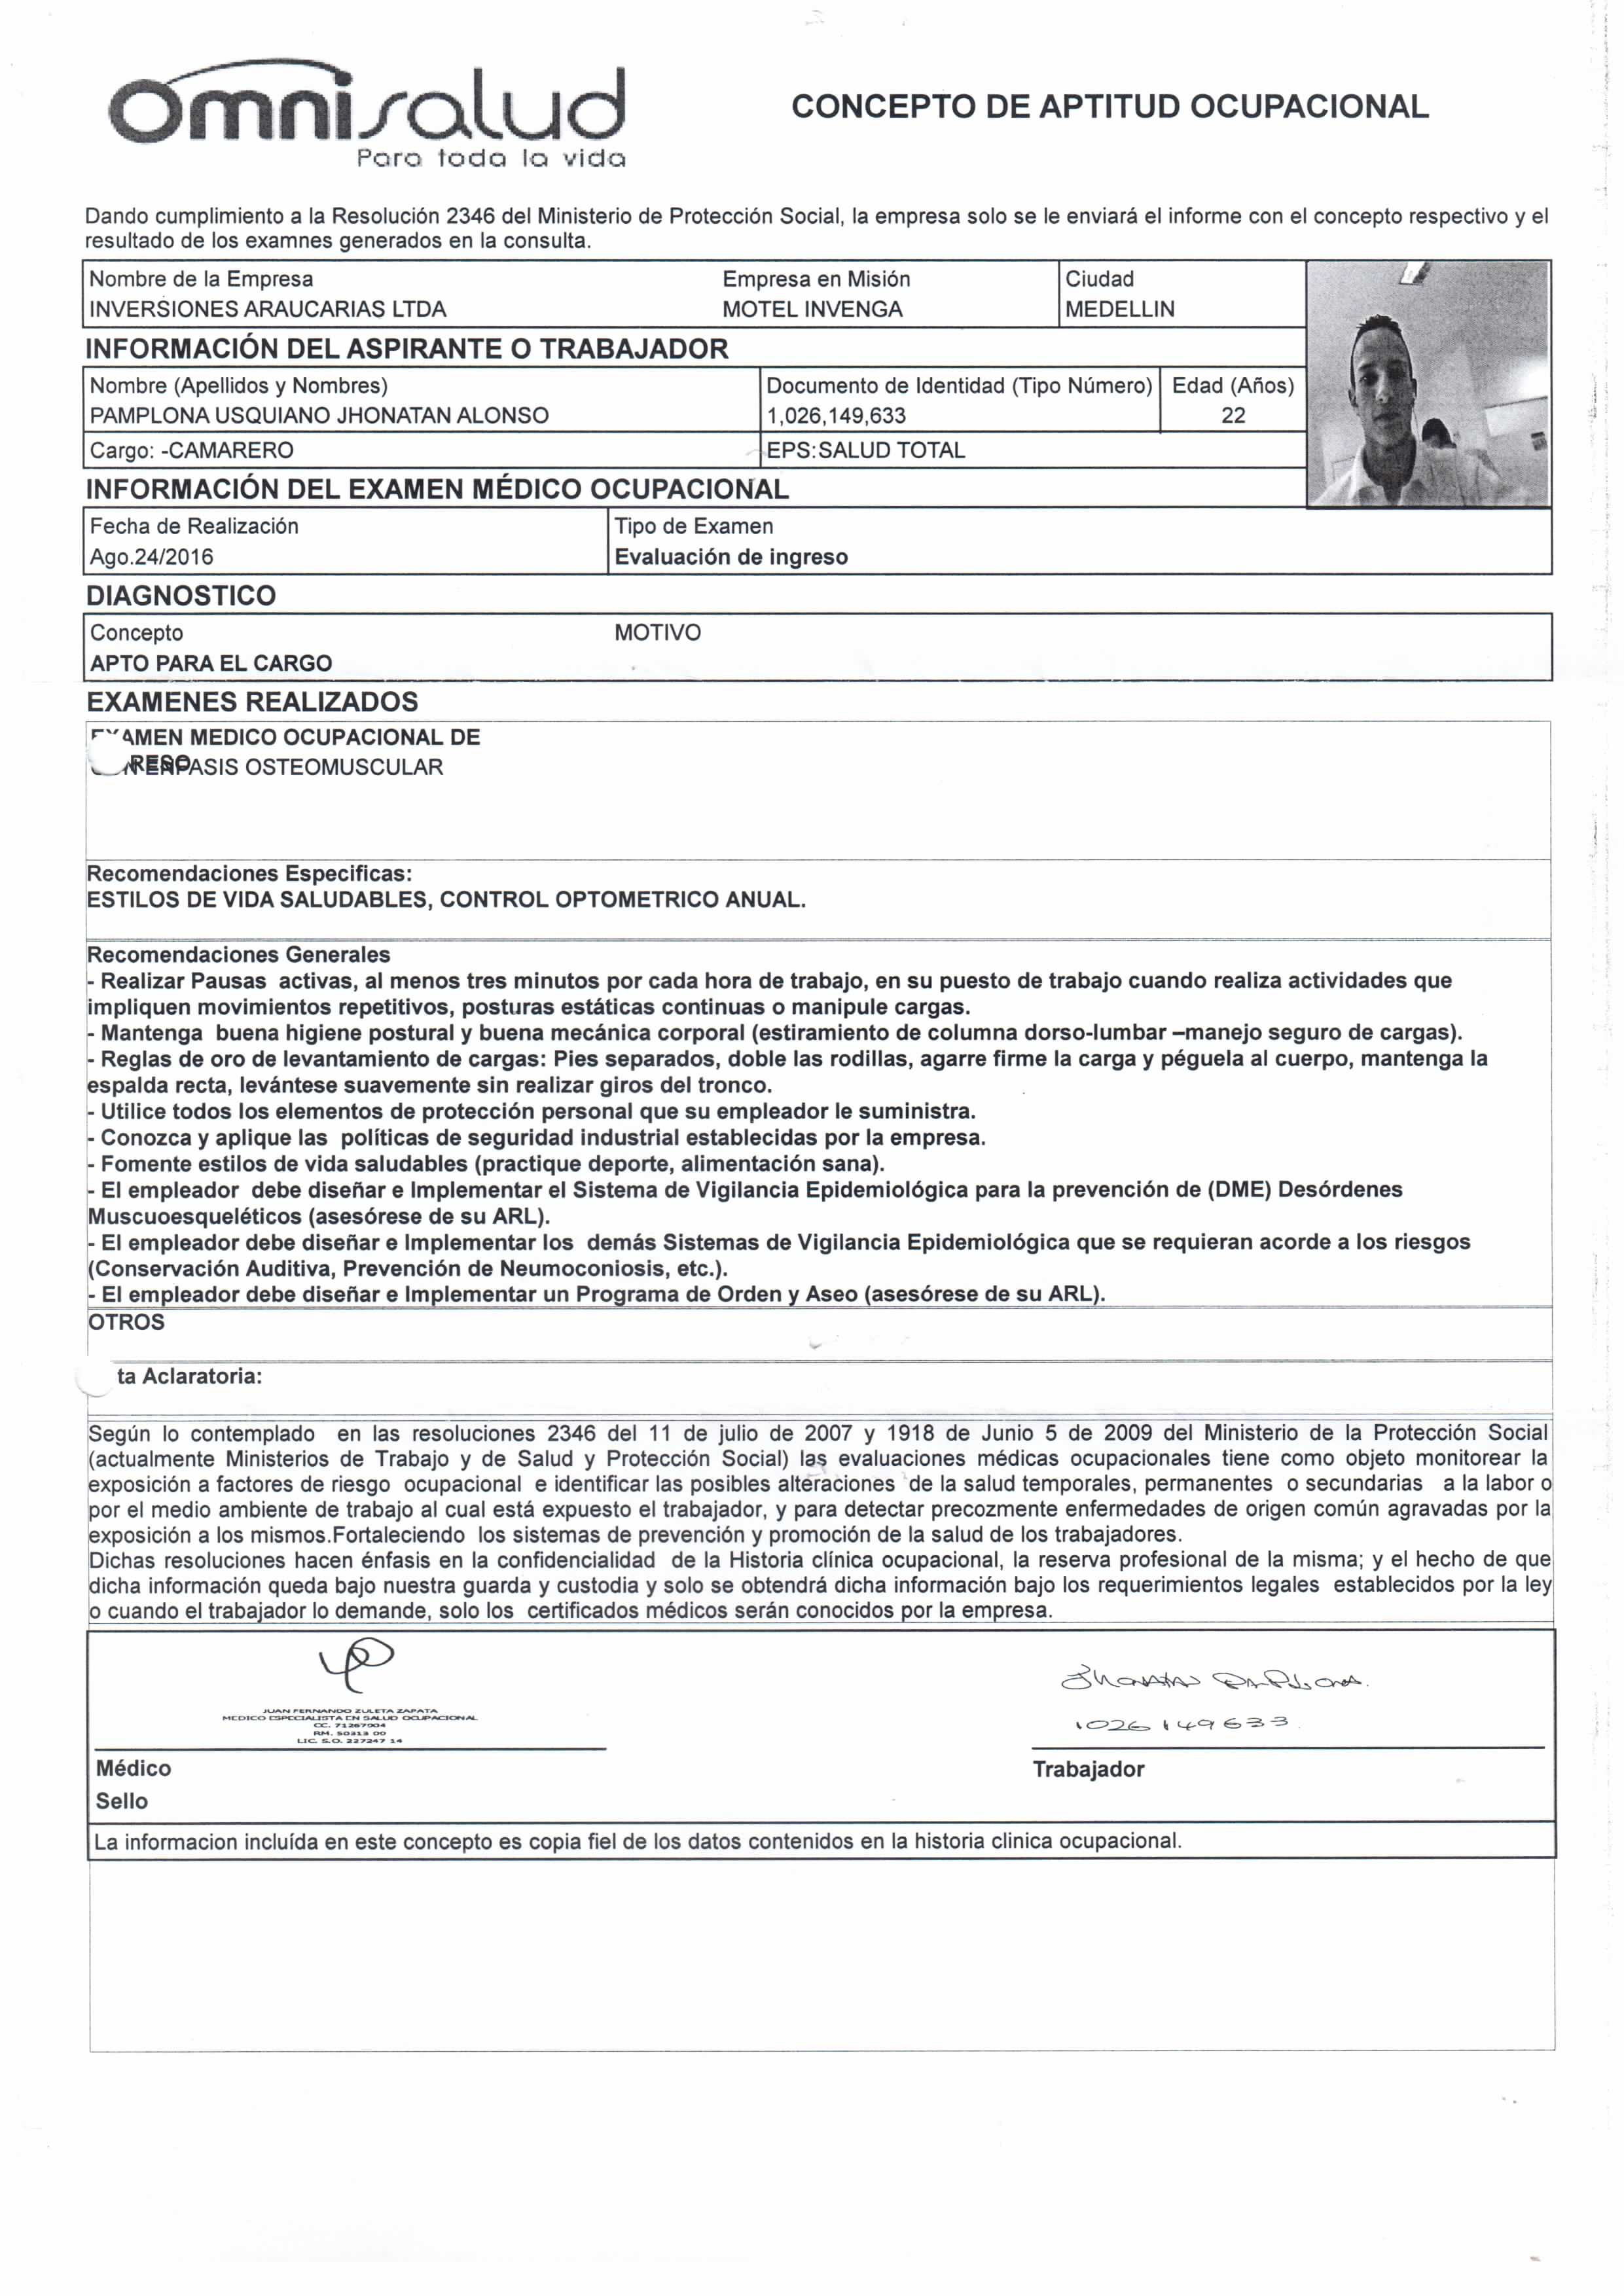 omnisalud
Para toda la vida
CONCEPTO DE APTITUD OCUPACIONAL
Dando cumplimiento a la Resolución 2346 del Ministerio de Protección Social, la empresa solo se le enviará el informe con el concepto respectivo y el
resultado de los examnes generados en la consulta.
Nombre de la Empresa Empresa en Misión Ciudad
INVERSIONES ARAUCARIAS LTDA MOTEL INVENGA MEDELLIN
INFORMACIÓN DEL ASPIRANTE O TRABAJADOR
Nombre (Apellidos y Nombres) Documento de Identidad (Tipo Número) Edad (Años)
PAMPLONA USQUIANO JHONATAN ALONSO 1,026,149,633 22
Cargo: -CAMARERO EPS:SALUD TOTAL
INFORMACIÓN DEL EXAMEN MÉDICO OCUPACIONAL
Fecha de Realización Tipo de Examen
Ago.24/2016 Evaluación de ingreso
DIAGNOSTICO
Concepto MOTIVO
APTO PARA EL CARGO
EXAMENES REALIZADOS
EXAMEN MEDICO OCUPACIONAL DE
OSTEOMUSCULAR
Recomendaciones Especificas:
ESTILOS DE VIDA SALUDABLES, CONTROL OPTOMETRICO ANUAL.
Recomendaciones Generales
- Realizar Pausas activas, al menos tres minutos por cada hora de trabajo, en su puesto de trabajo cuando realiza actividades que
impliquen movimientos repetitivos, posturas estáticas continuas o manipule cargas.
- Mantenga buena higiene postural y buena mecánica corporal (estiramiento de columna dorso-lumbar –manejo seguro de cargas).
- Reglas de oro de levantamiento de cargas: Pies separados, doble las rodillas, agarre firme la carga y péguela al cuerpo, mantenga la
espalda recta, levántese suavemente sin realizar giros del tronco.
- Utilice todos los elementos de protección personal que su empleador le suministra.
- Conozca y aplique las políticas de seguridad industrial establecidas por la empresa.
- Fomente estilos de vida saludables (practique deporte, alimentación sana).
- El empleador debe diseñar e Implementar el Sistema de Vigilancia Epidemiológica para la prevención de (DME) Desórdenes
Muscuoesqueléticos (asesórese de su ARL).
- El empleador debe diseñar e Implementar los demás Sistemas de Vigilancia Epidemiológica que se requieran acorde a los riesgos
(Conservación Auditiva, Prevención de Neumoconiosis, etc.).
- El empleador debe diseñar e Implementar un Programa de Orden y Aseo (asesórese de su ARL).
OTROS
ta Aclaratoria:
Según lo contemplado en las resoluciones 2346 del 11 de julio de 2007 y 1918 de Junio 5 de 2009 del Ministerio de la Protección Social
(actualmente Ministerios de Trabajo y de Salud y Protección Social) las evaluaciones médicas ocupacionales tiene como objeto monitorear la
exposición a factores de riesgo ocupacional e identificar las posibles alteraciones de la salud temporales, permanentes o secundarias a la labor o
por el medio ambiente de trabajo al cual está expuesto el trabajador, y para detectar precozmente enfermedades de origen común agravadas por la
exposición a los mismos.Fortaleciendo los sistemas de prevención y promoción de la salud de los trabajadores.
Dichas resoluciones hacen énfasis en la confidencialidad de la Historia clínica ocupacional, la reserva profesional de la misma; y el hecho de que
dicha información queda bajo nuestra guarda y custodia y solo se obtendrá dicha información bajo los requerimientos legales establecidos por la ley
o cuando el trabajador lo demande, solo los certificados médicos serán conocidos por la empresa.
JUAN FERNANDO ZULETA ZAPATA
MEDICO ESPECIALISTA EN SALUD OCUPACIONAL
CC. 71267904
RM. 50313 00
LIC. S.O. 227247 14
Jhonatan Pamplona.
1026149633
Médico Trabajador
Sello
La informacion incluída en este concepto es copia fiel de los datos contenidos en la historia clinica ocupacional.